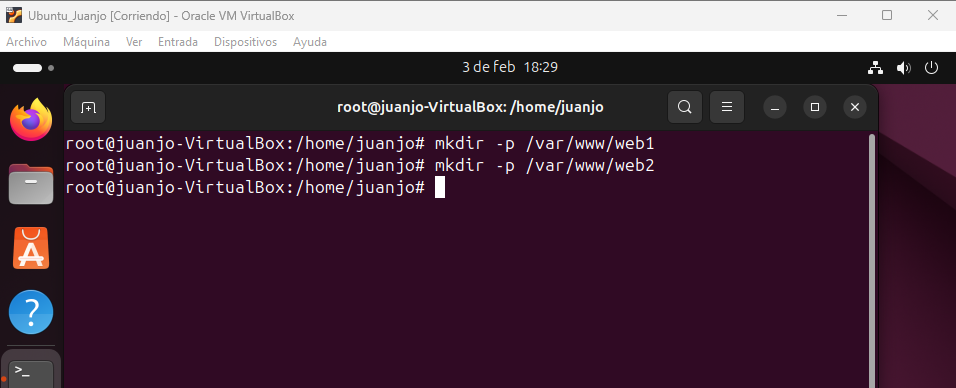 Ubuntu_Juanjo [Corriendo] - Oracle VM VirtualBox
Archivo Máquina Ver Entrada Dispositivos Ayuda
3 de feb 18:29
root@juanjo-VirtualBox: /home/juanjo
root@juanjo-VirtualBox:/home/juanjo# mkdir -p /var/www/web1
root@juanjo-VirtualBox:/home/juanjo# mkdir -p /var/www/web2
root@juanjo-VirtualBox:/home/juanjo#